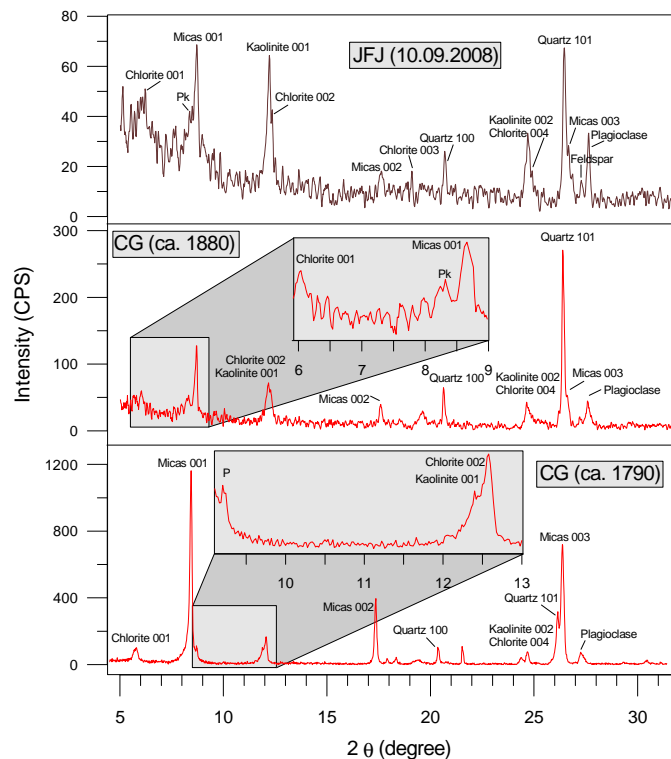 80
60
40
20
0
JFJ (10.09.2008)
Chlorite 001
Pk
Micas 001
Kaolinite 001
Chlorite 002
Micas 002
Chlorite 003
Quartz 100
Kaolinite 002
Chlorite 004
Quartz 101
Micas 003
Feldspar
Plagioclase
Intensity (CPS)
300
200
100
0
CG (ca. 1880)
Chlorite 001
Pk
Micas 001
6 7 8 9
Chlorite 002
Kaolinite 001
Micas 002
Quartz 100
Kaolinite 002
Chlorite 004
Quartz 101
Micas 003
Plagioclase
1200
800
400
0
CG (ca. 1790)
P
Chlorite 002
Kaolinite 001
10 11 12 13
Chlorite 001
Micas 001
Micas 002
Quartz 100
Kaolinite 002
Chlorite 004
Quartz 101
Micas 003
Plagioclase
5 10 15 20 25 30
2 θ (degree)